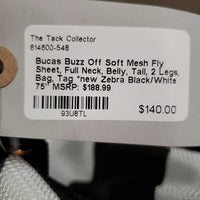 The Tack Collector
614600-548
Bucas Buzz Off Soft Mesh Fly
Sheet, Full Neck, Belly, Tail, 2 Legs,
Bag, Tag *new Zebra Black/White
75" MSRP: $188.99
$140.00
93U8TL